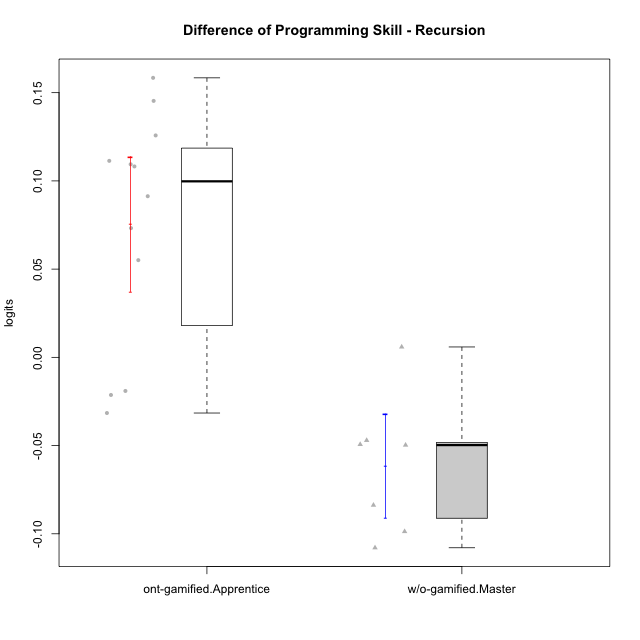 Difference of Programming Skill - Recursion
logits
0.15
0.10
0.05
0.00
-0.05
-0.10
ont-gamified.Apprentice
w/o-gamified.Master